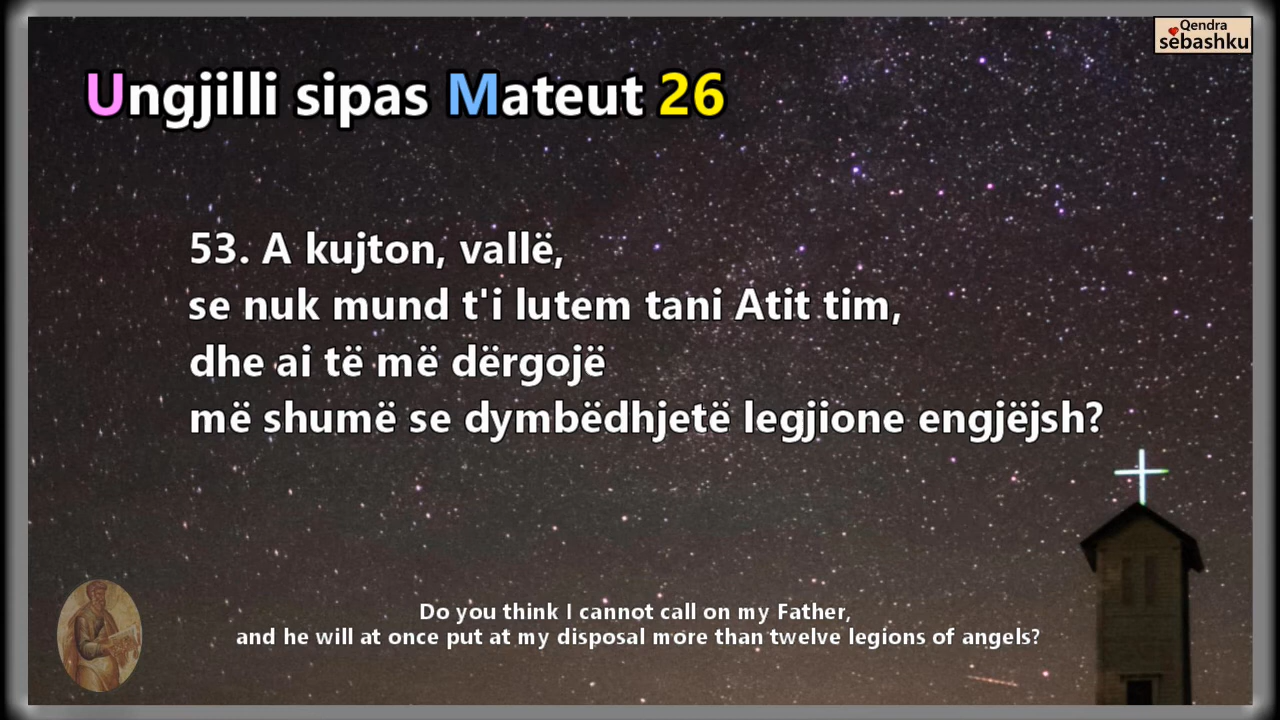 Qendra
sëbashku
Ungjilli sipas Mateut 26
53. A kujton, vallë,
se nuk mund t'i lutem tani Atit tim,
dhe ai të më dërgojë
më shumë se dymbëdhjetë legjione engjëjsh?
Do you think I cannot call on my Father,
and he will at once put at my disposal more than twelve legions of angels?